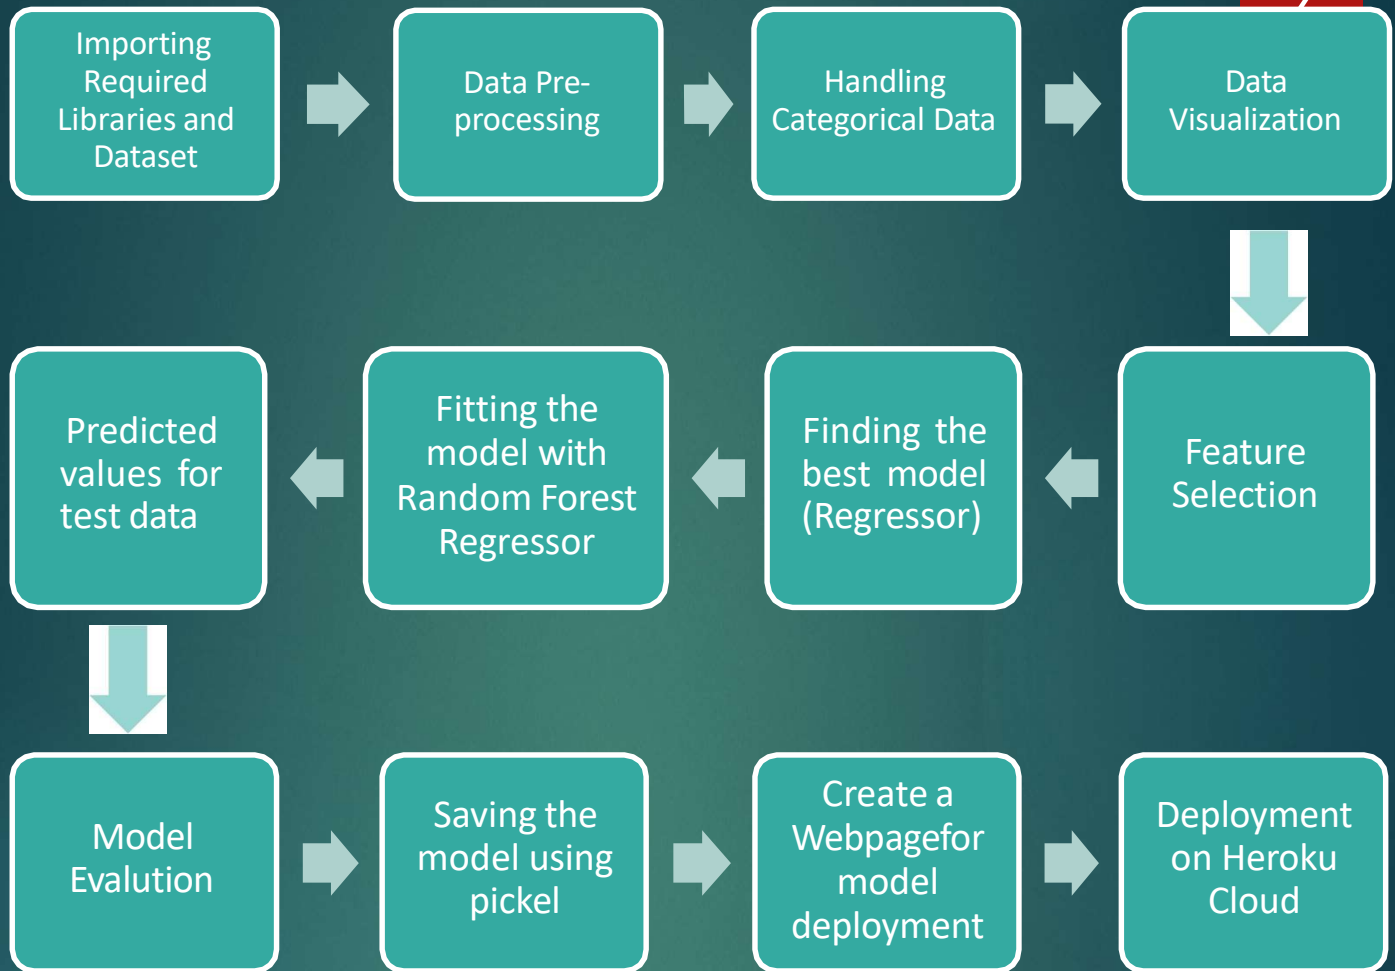 Importing
Required
Libraries and
Dataset
Data Pre-
processing
Handling
Categorical Data
Data
Visualization
Feature
Selection
Finding the
best model
(Regressor)
Fitting the
model with
Random Forest
Regressor
Predicted
values for
test data
Model
Evalution
Saving the
model using
pickel
Create a
Webpagefor
model
deployment
Deployment
on Heroku
Cloud